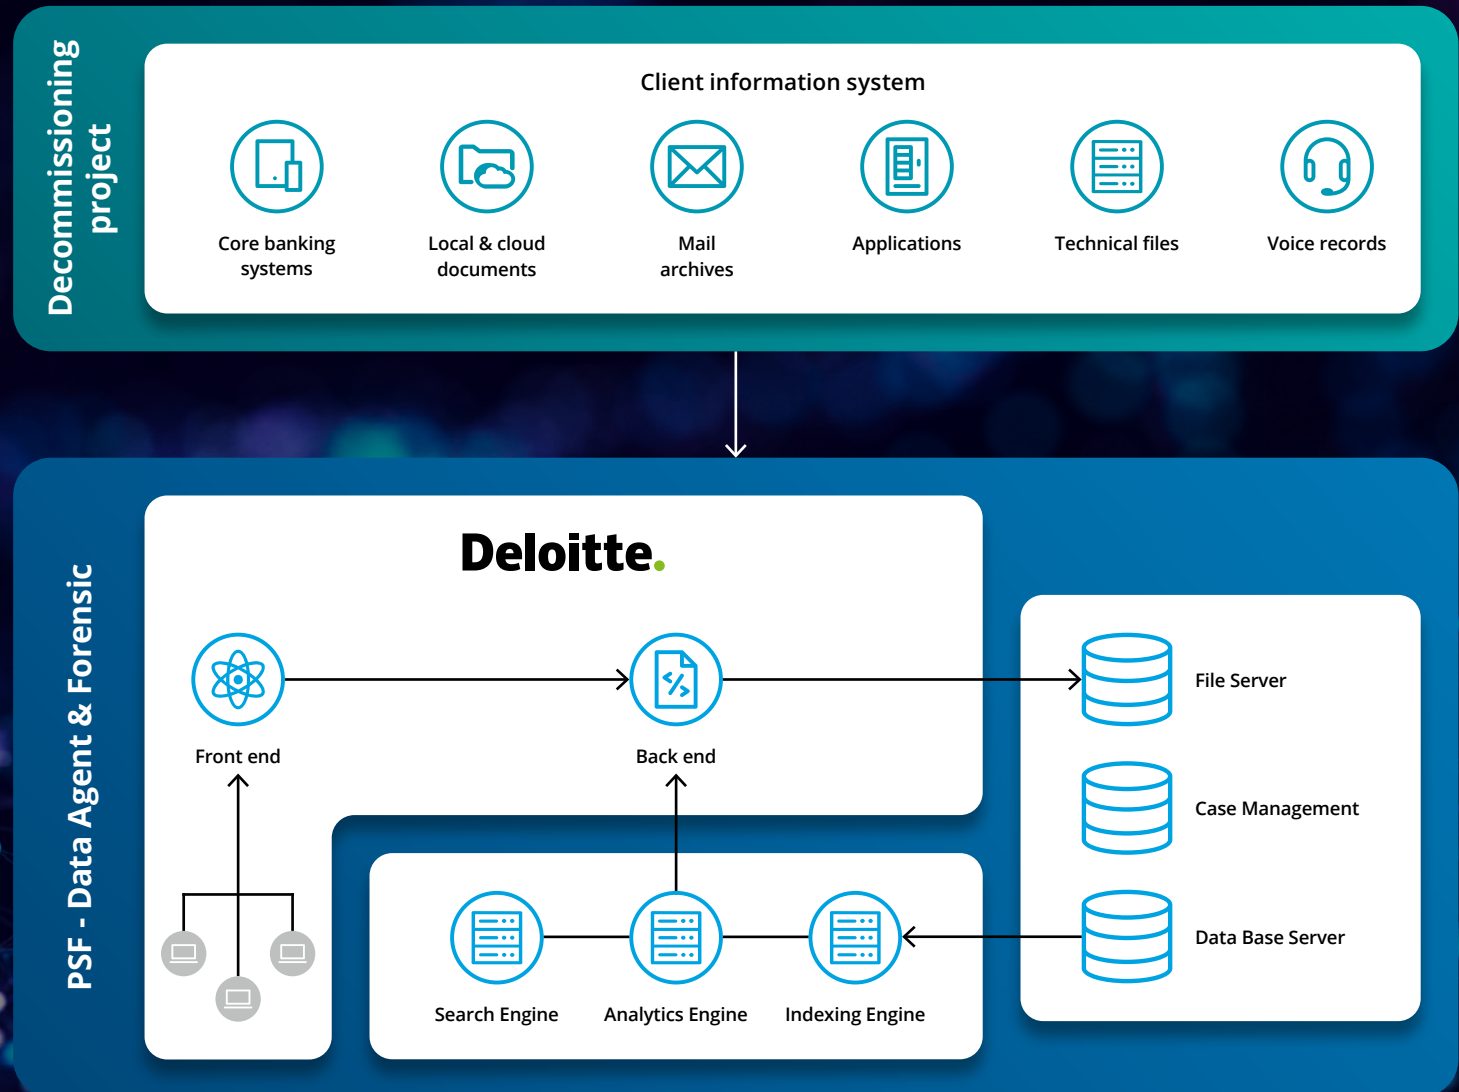 Decommissioning
project
Client information system
Core banking
systems
Local & cloud
documents
Mail
archives
Applications
Technical files
Voice records
PSF - Data Agent & Forensic
Deloitte.
Front end
Back end
File Server
Case Management
Data Base Server
Search Engine
Analytics Engine
Indexing Engine